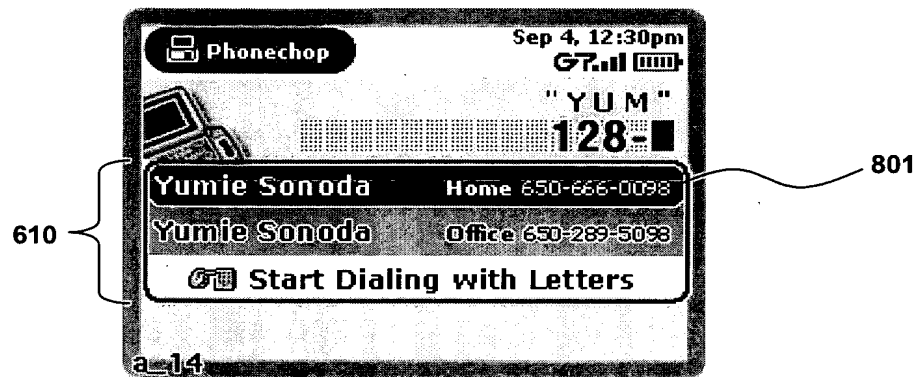 Phonechop
Sep 4, 12:30pm
"YUM"
128-
Yumie Sonoda Home 650-666-0098
801
610
Yumie Sonoda Office 650-289-5098
Start Dialing with Letters
a_14